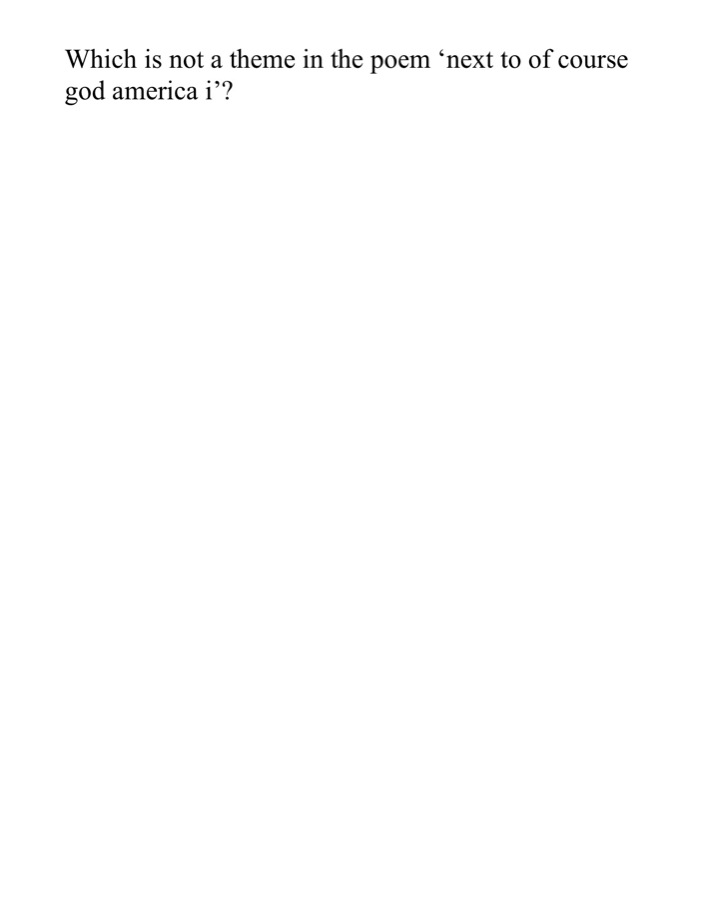 Which is not a theme in the poem ‘next to of course
god america i’?